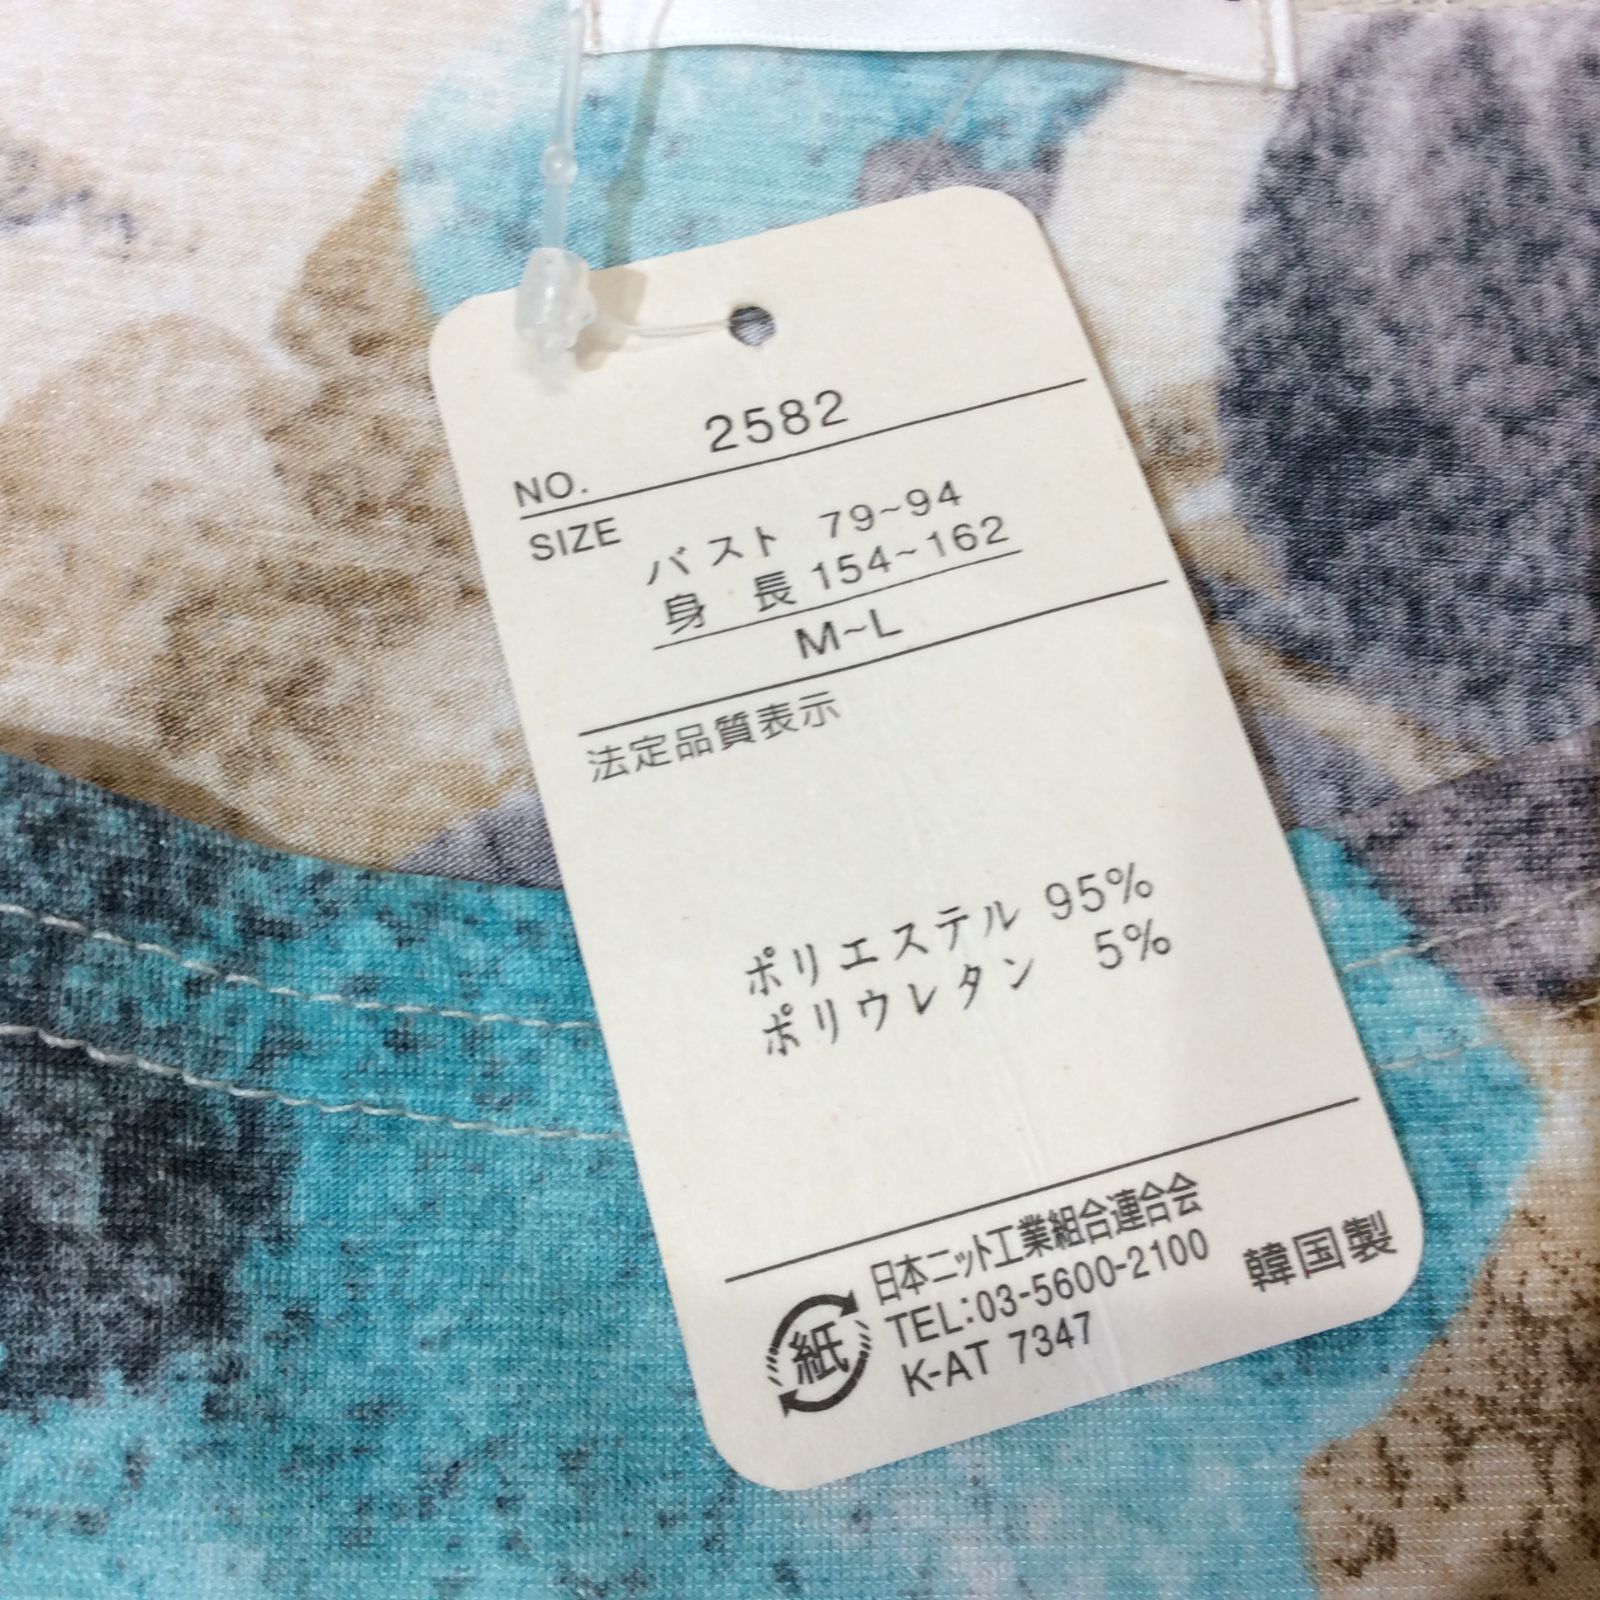 NO. 2582
SIZE バスト 79~94
身長 154~162
M~L
法定品質表示
ポリエステル 95%
ポリウレタン 5%
紙
日本ニット工業組合連合会
TEL:03-5600-2100
K-AT 7347
韓国製